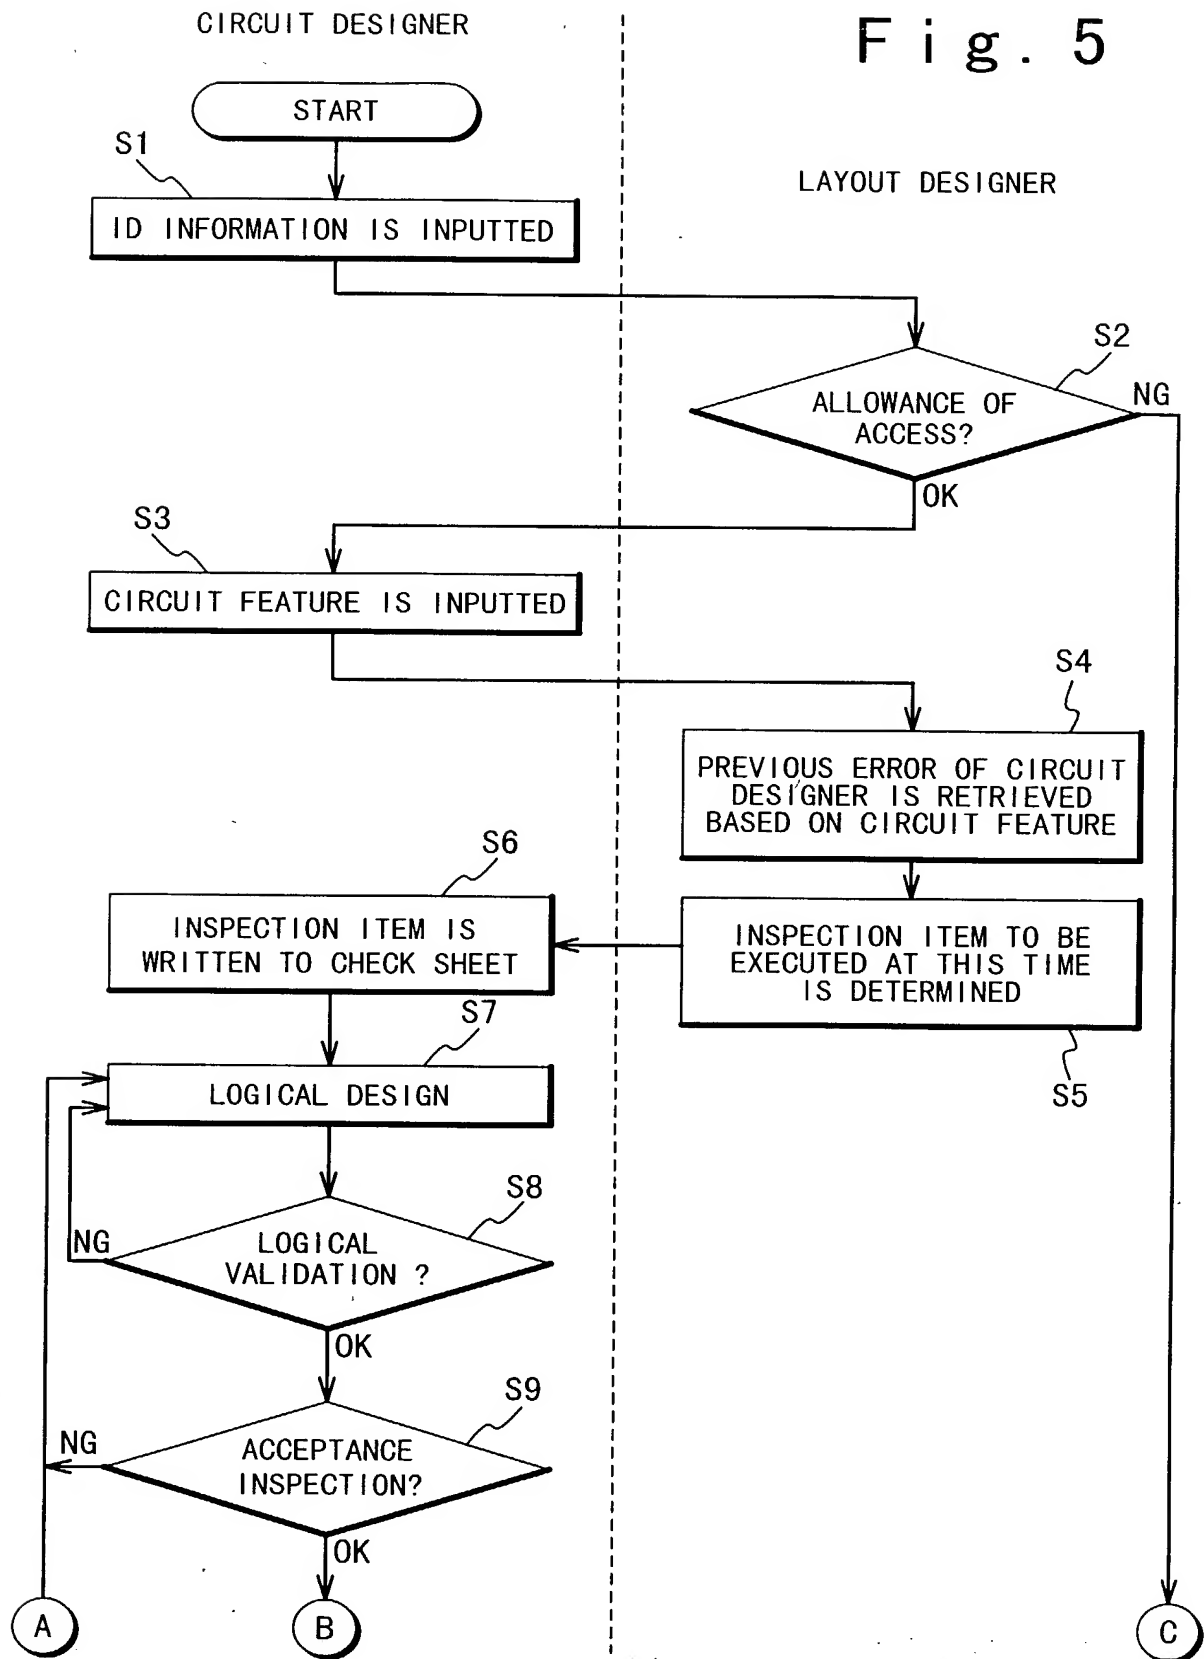 CIRCUIT DESIGNER
Fig. 5
START
S1
LAYOUT DESIGNER
ID INFORMATION IS INPUTTED
S2
ALLOWANCE OF
ACCESS?
NG
OK
S3
CIRCUIT FEATURE IS INPUTTED
S4
PREVIOUS ERROR OF CIRCUIT
DESIGNER IS RETRIEVED
BASED ON CIRCUIT FEATURE
S6
INSPECTION ITEM IS
WRITTEN TO CHECK SHEET
INSPECTION ITEM TO BE
EXECUTED AT THIS TIME
IS DETERMINED
S7
S5
LOGICAL DESIGN
S8
NG
LOGICAL
VALIDATION ?
OK
S9
NG
ACCEPTANCE
INSPECTION?
OK
A
B
C